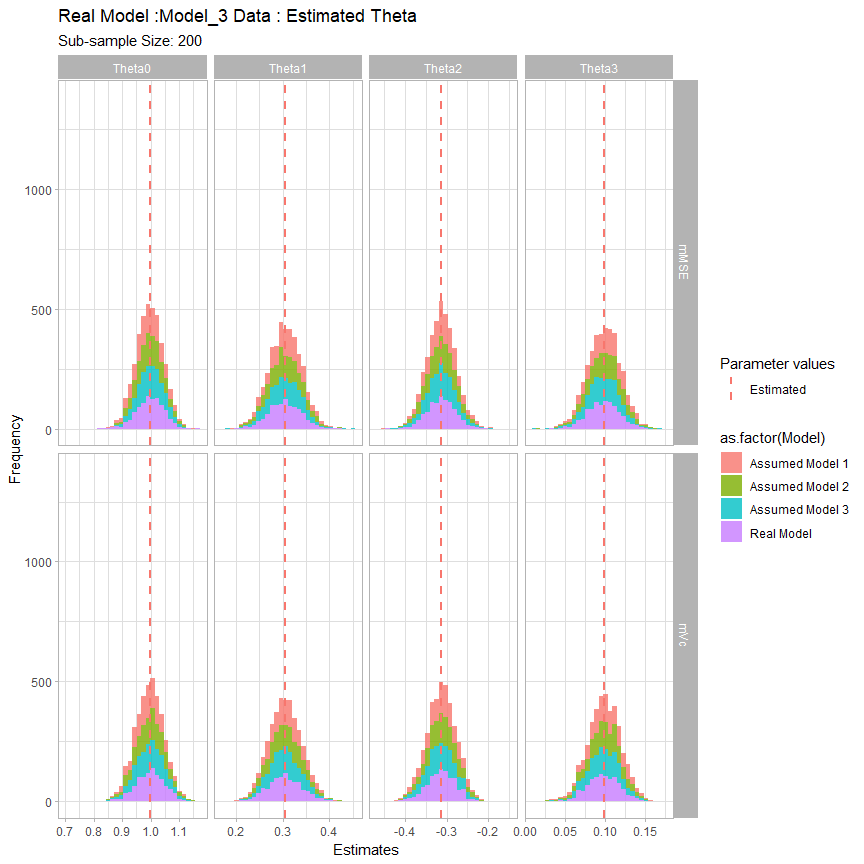 Real Model :Model_3 Data : Estimated Theta
Sub-sample Size: 200
Theta0 Theta1 Theta2 Theta3
1000
500
0
mMSE
1000
500
0
mVc
Frequency
0.7 0.8 0.9 1.0 1.1 0.2 0.3 0.4 -0.4 -0.3 -0.2 0.00 0.05 0.10 0.15
Estimates
Parameter values
Estimated
as.factor(Model)
Assumed Model 1
Assumed Model 2
Assumed Model 3
Real Model